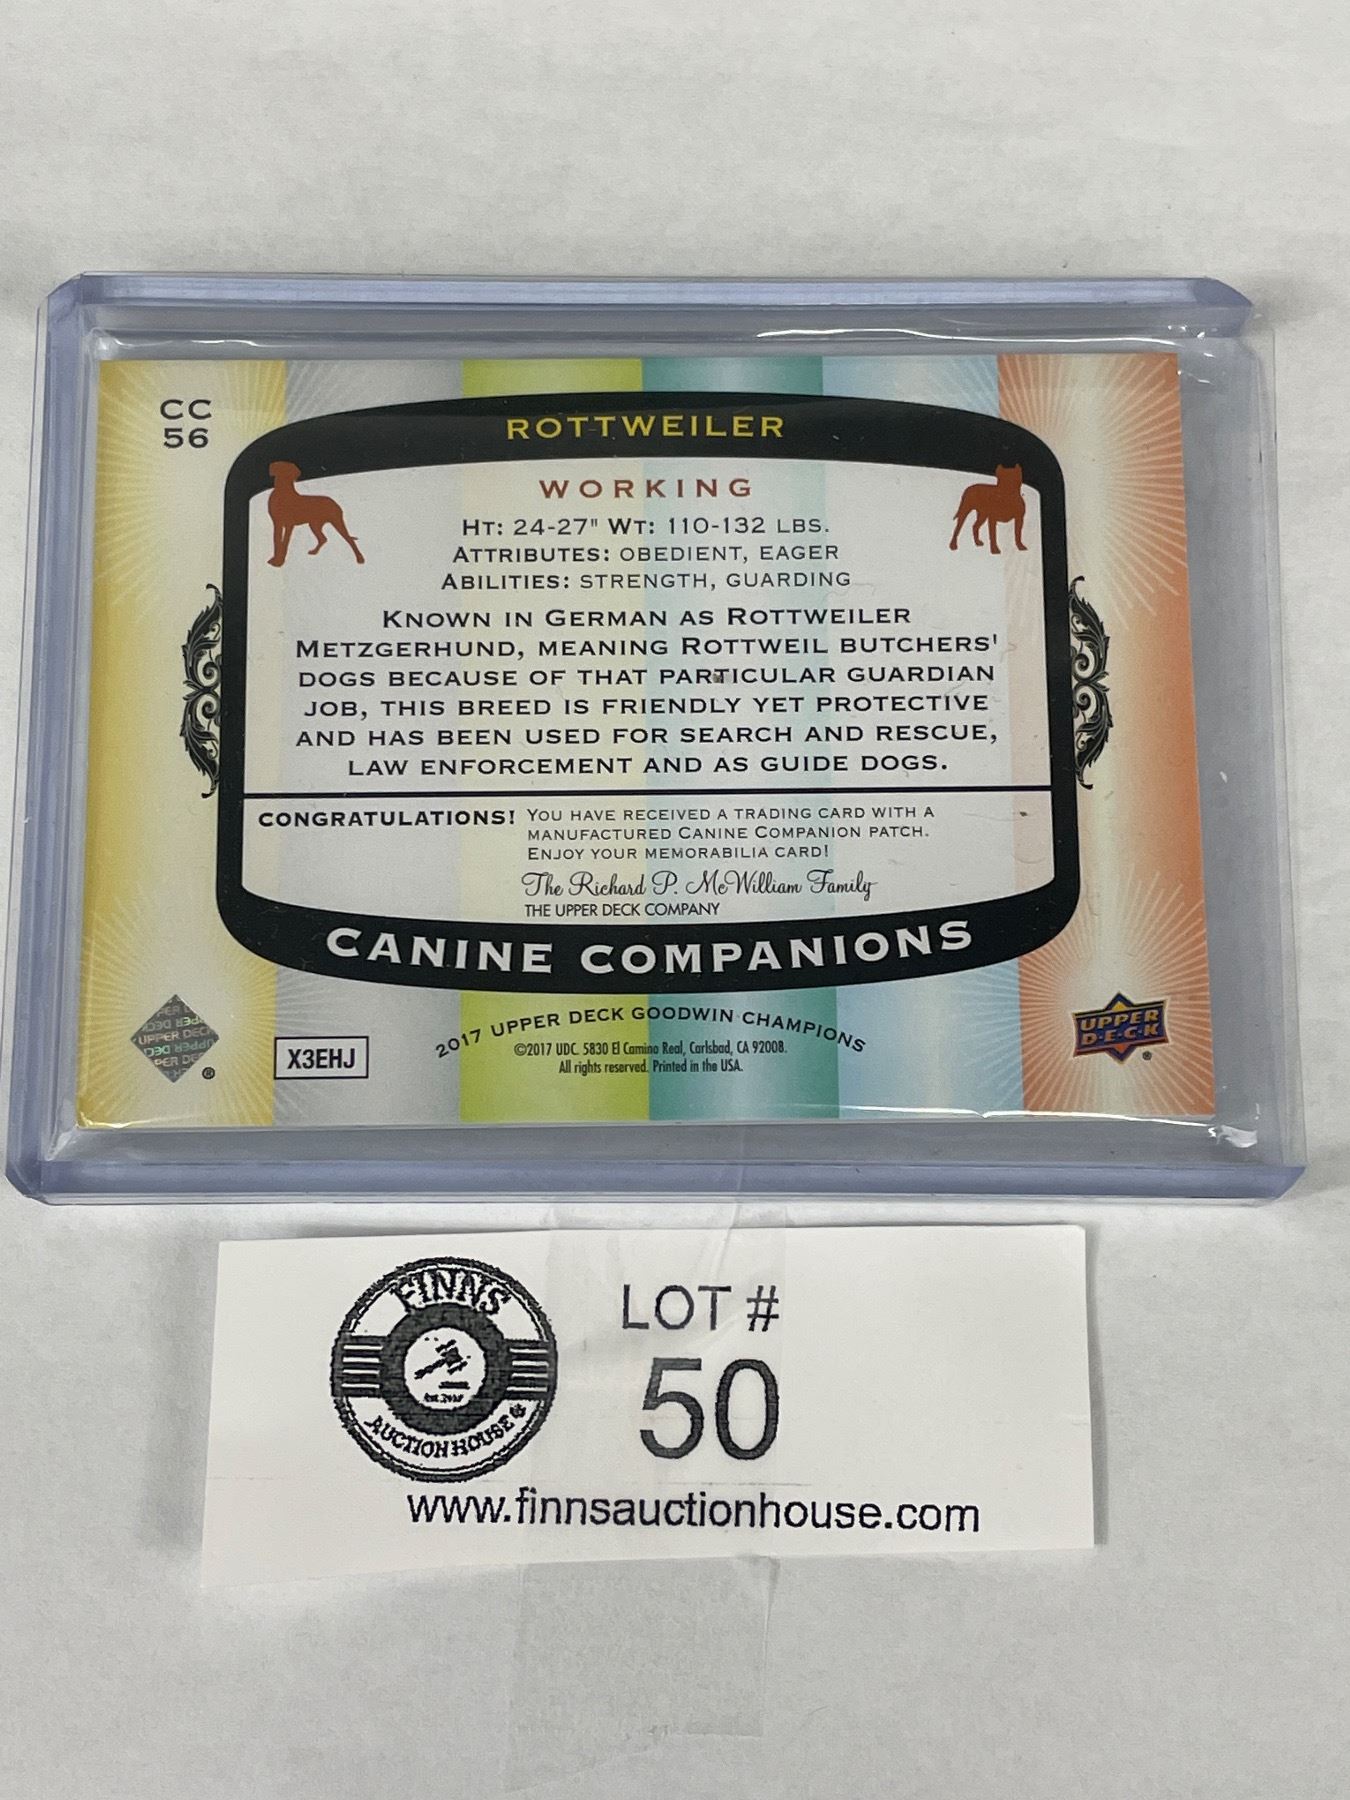 CC
56
ROTTWEILER
WORKING
HT: 24-27" WT: 110-132 LBS.
ATTRIBUTES: OBEDIENT, EAGER
ABILITIES: STRENGTH, GUARDING
KNOWN IN GERMAN AS ROTTWEILER
METZGERHUND, MEANING ROTTWEIL BUTCHERS'
DOGS BECAUSE OF THAT PARTICULAR GUARDIAN
JOB, THIS BREED IS FRIENDLY YET PROTECTIVE
AND HAS BEEN USED FOR SEARCH AND RESCUE,
LAW ENFORCEMENT AND AS GUIDE DOGS.
CONGRATULATIONS! YOU HAVE RECEIVED A TRADING CARD WITH A
MANUFACTURED CANINE COMPANION PATCH.
ENJOY YOUR MEMORABILIA CARD!
The Richard P. McWilliam Family
THE UPPER DECK COMPANY
CANINE COMPANIONS
2017 UPPER DECK GOODWIN CHAMPIONS
©2017 UDC. 5830 El Camino Real, Carlsbad, CA 92008.
All rights reserved. Printed in the USA.
X3EHJ
UPPER DECK
®
UPPER
D·E·C·K
®
FINNS
AUCTION HOUSE
LOT #
50
www.finnsauctionhouse.com